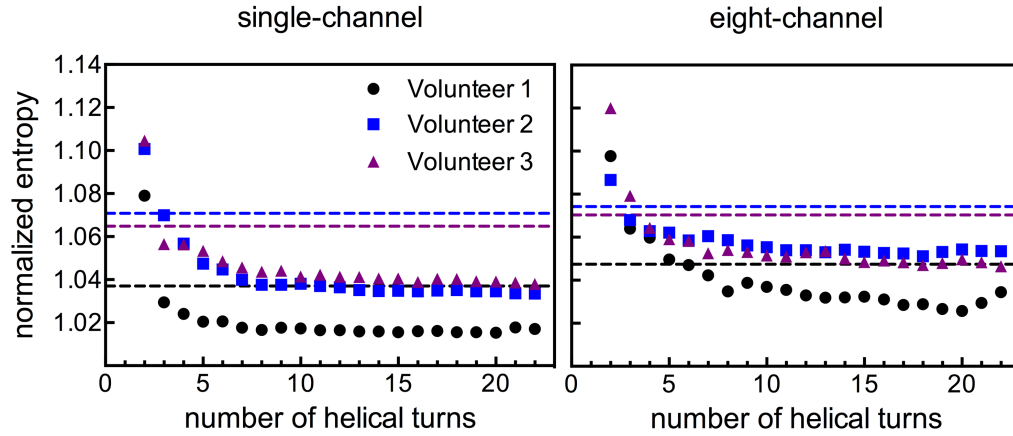 single-channel
eight-channel
normalized entropy
1.14
1.12
1.10
1.08
1.06
1.04
1.02
Volunteer 1
Volunteer 2
Volunteer 3
0 5 10 15 20
0 5 10 15 20
number of helical turns
number of helical turns